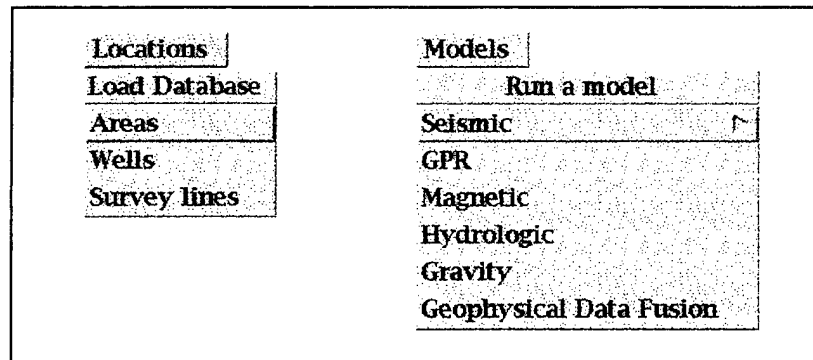 Locations
Load Database
Areas
Wells
Survey lines
Models
Run a model
Seismic
GPR
Magnetic
Hydrologic
Gravity
Geophysical Data Fusion